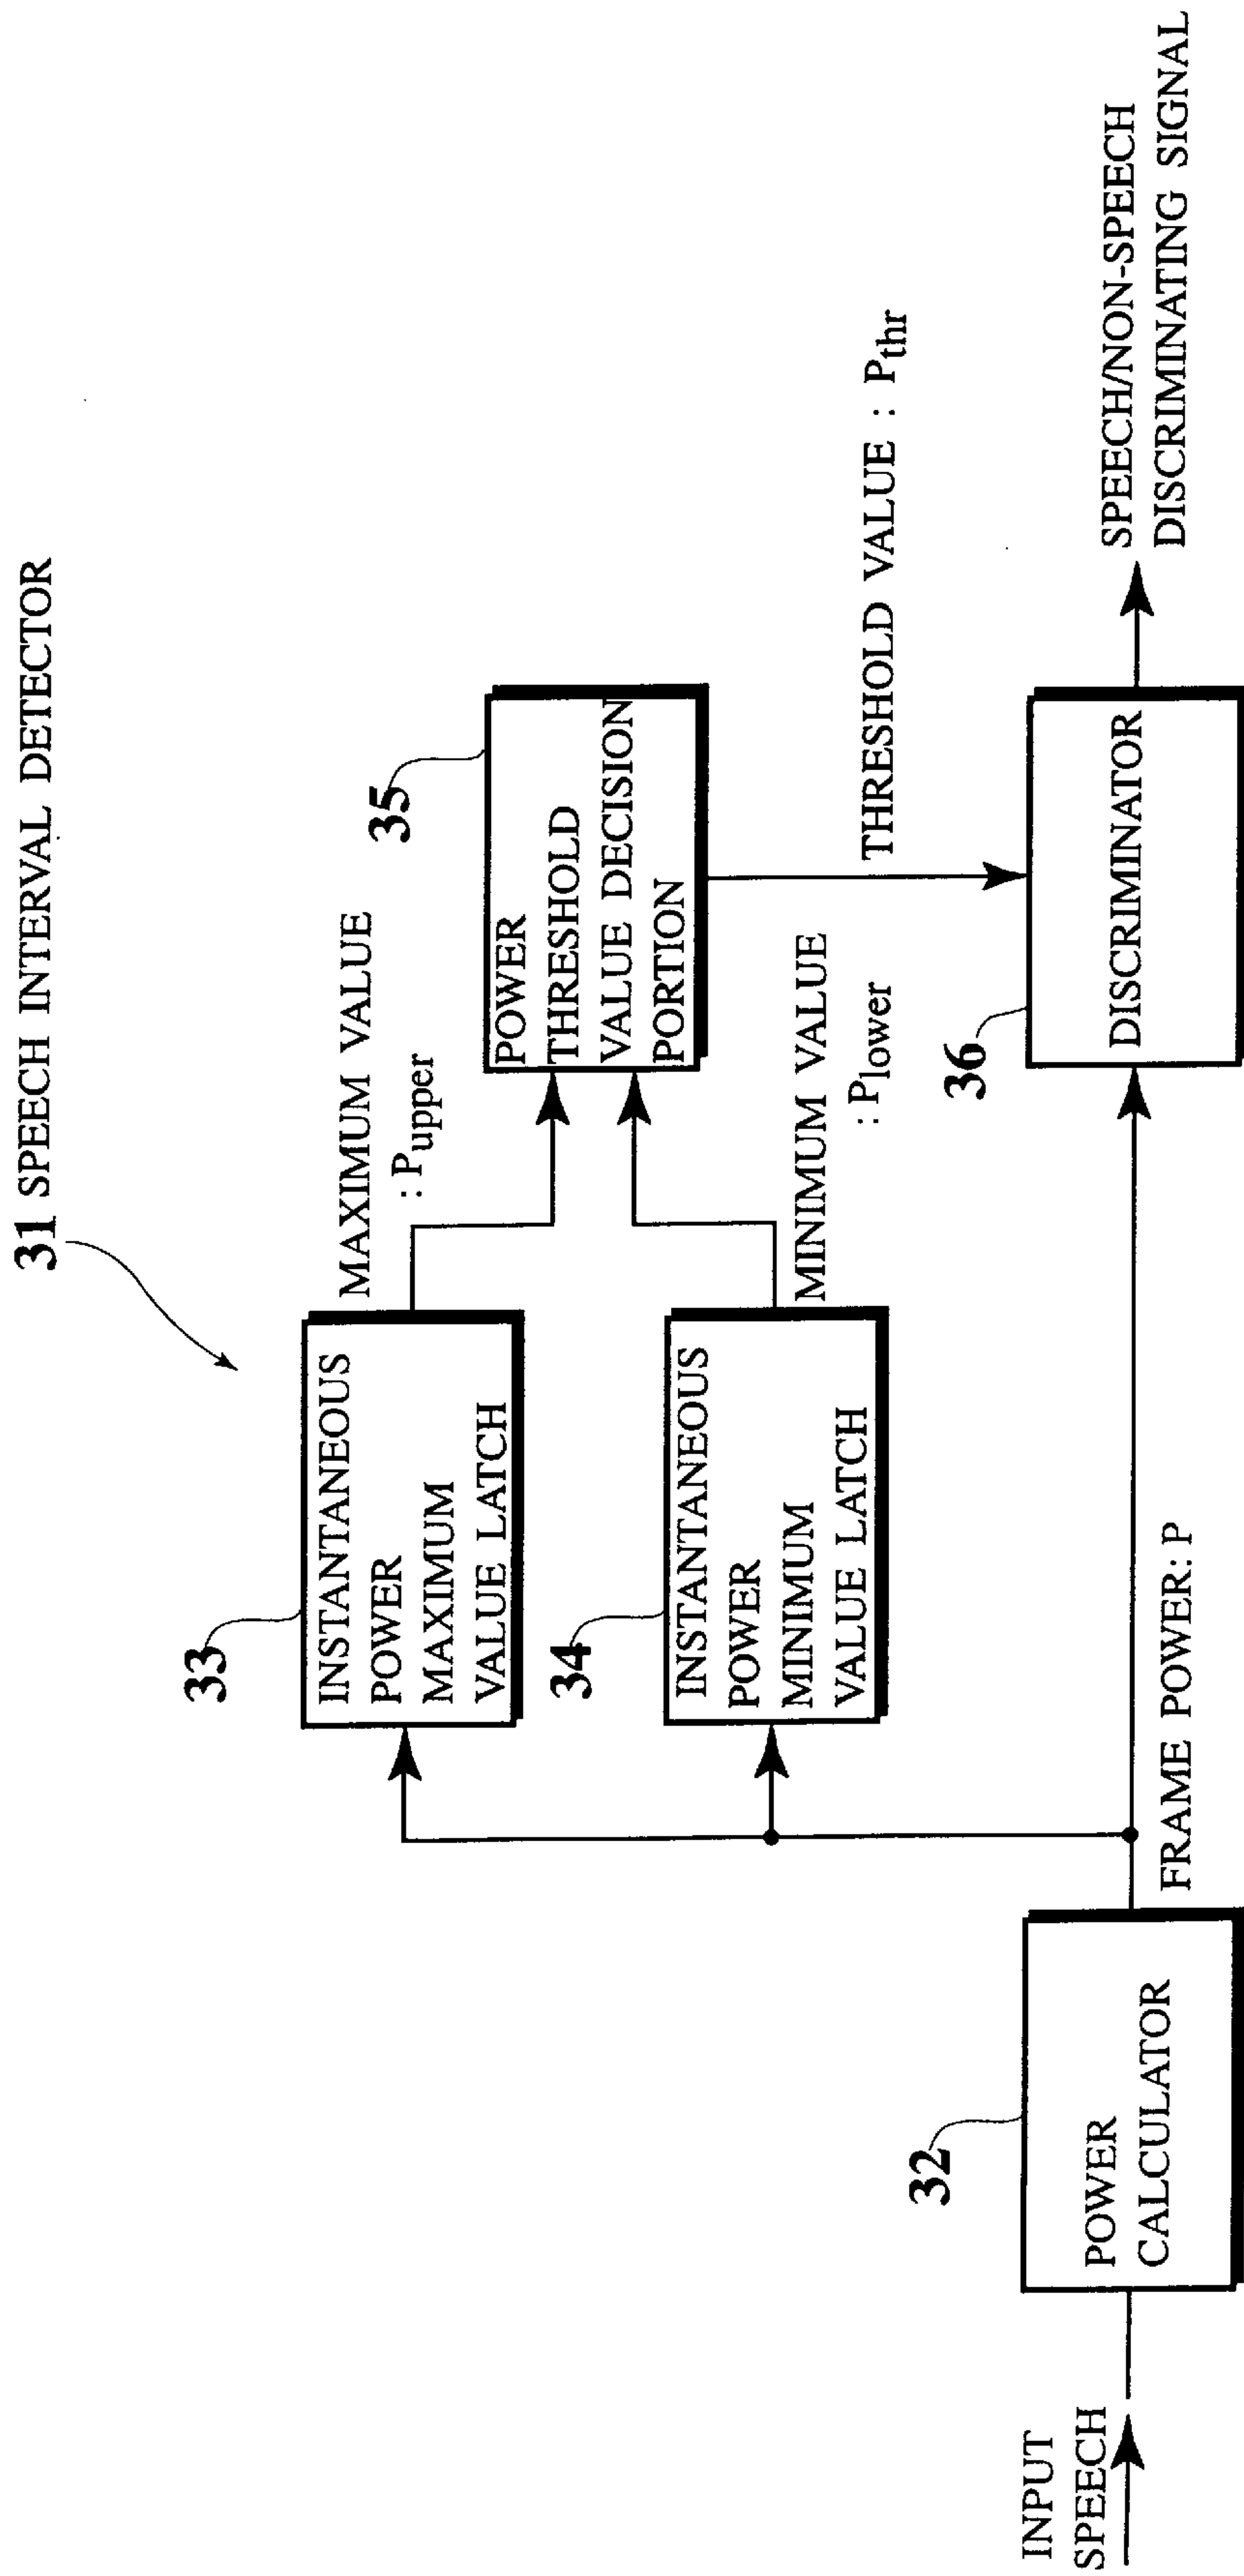 31 SPEECH INTERVAL DETECTOR
33
INSTANTANEOUS
POWER
MAXIMUM
VALUE LATCH
MAXIMUM VALUE
: Pupper
34
INSTANTANEOUS
POWER
MINIMUM
VALUE LATCH
MINIMUM VALUE
: Plower
35
POWER
THRESHOLD
VALUE DECISION
PORTION
THRESHOLD VALUE : Pthr
INPUT
SPEECH
32
POWER
CALCULATOR
FRAME POWER: P
36
DISCRIMINATOR
SPEECH/NON-SPEECH
DISCRIMINATING SIGNAL